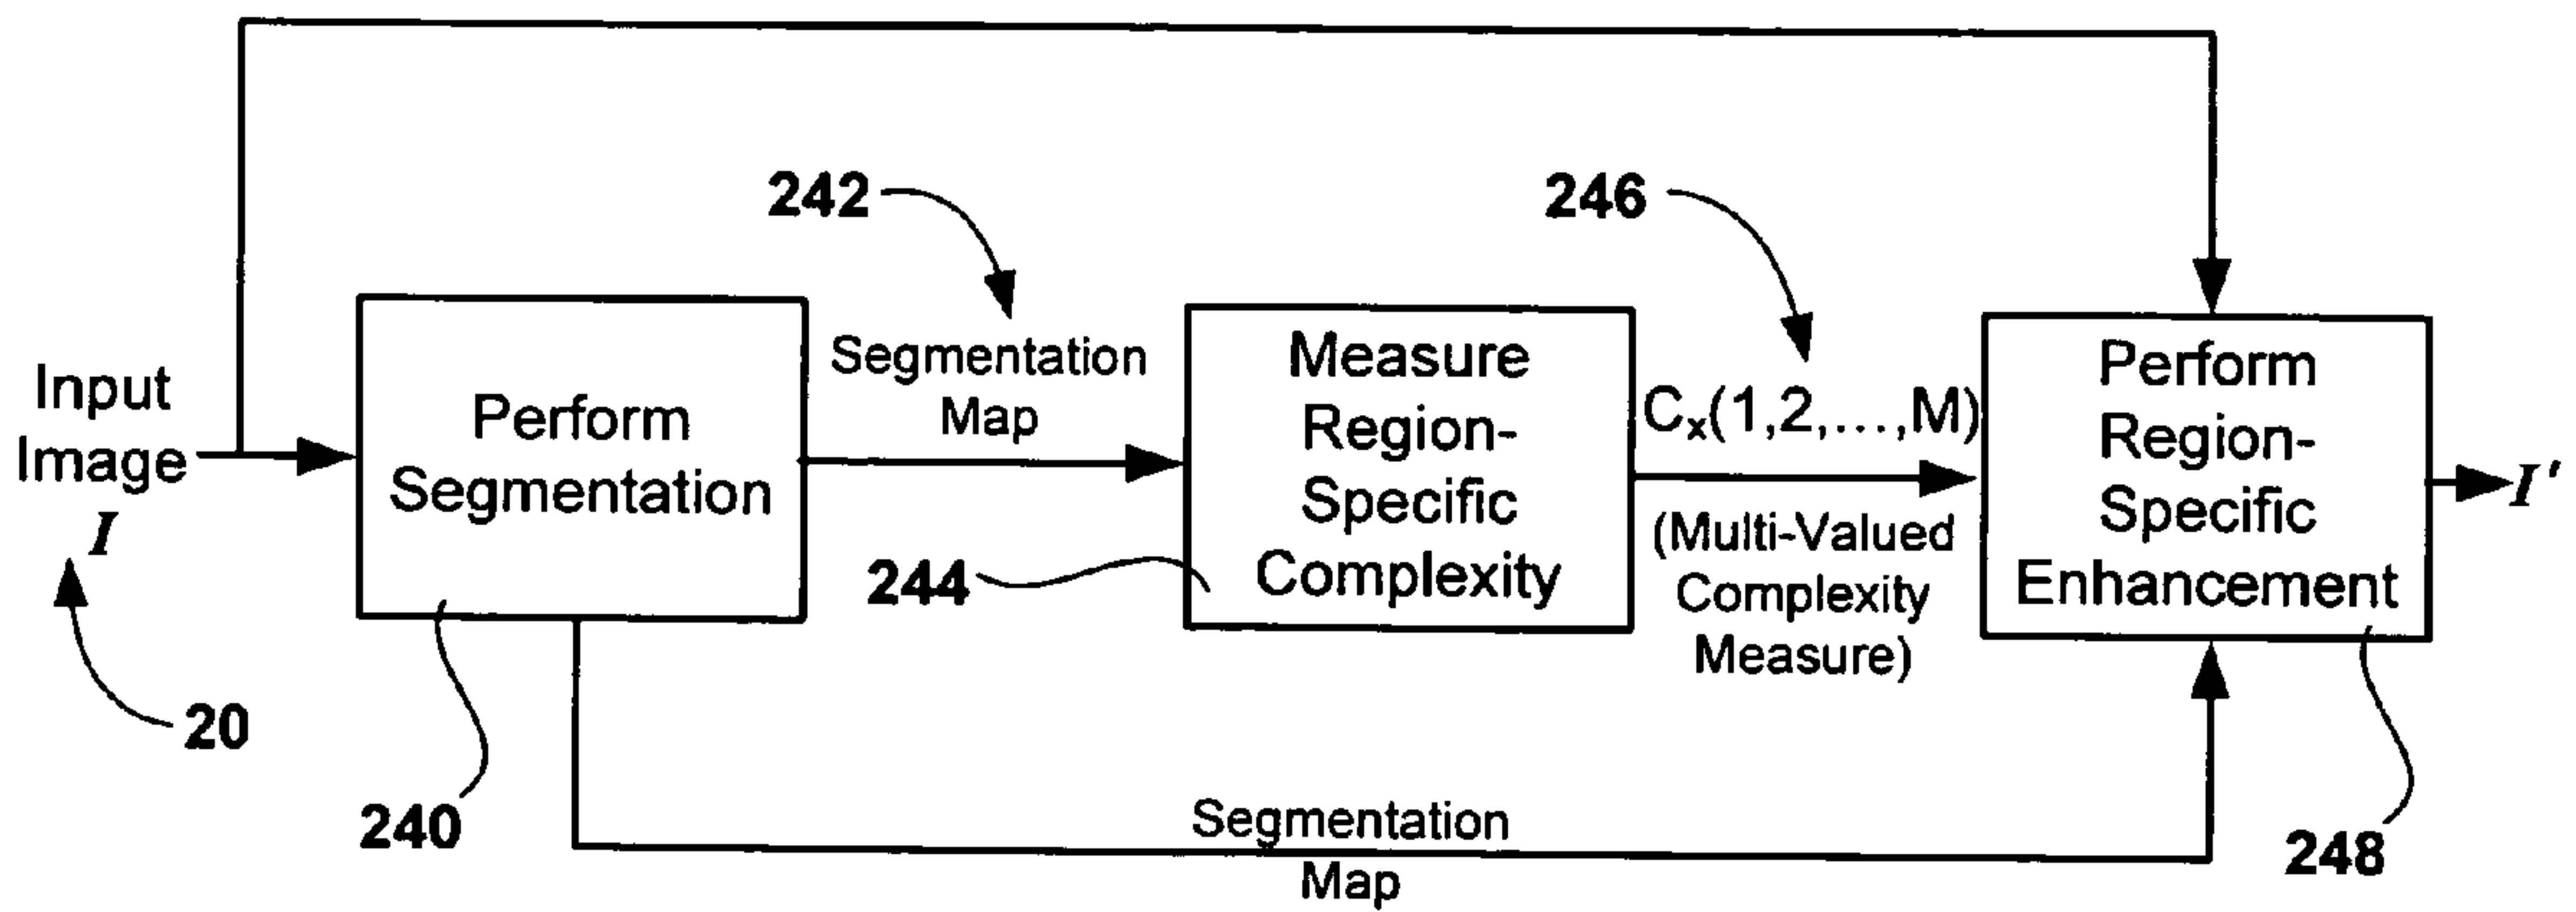 242
246
Input
Image
I
20
Perform
Segmentation
240
Segmentation
Map
Measure
Region-
Specific
Complexity
244
Cx(1,2,...,M)
(Multi-Valued
Complexity
Measure)
Perform
Region-
Specific
Enhancement
I'
248
Segmentation
Map